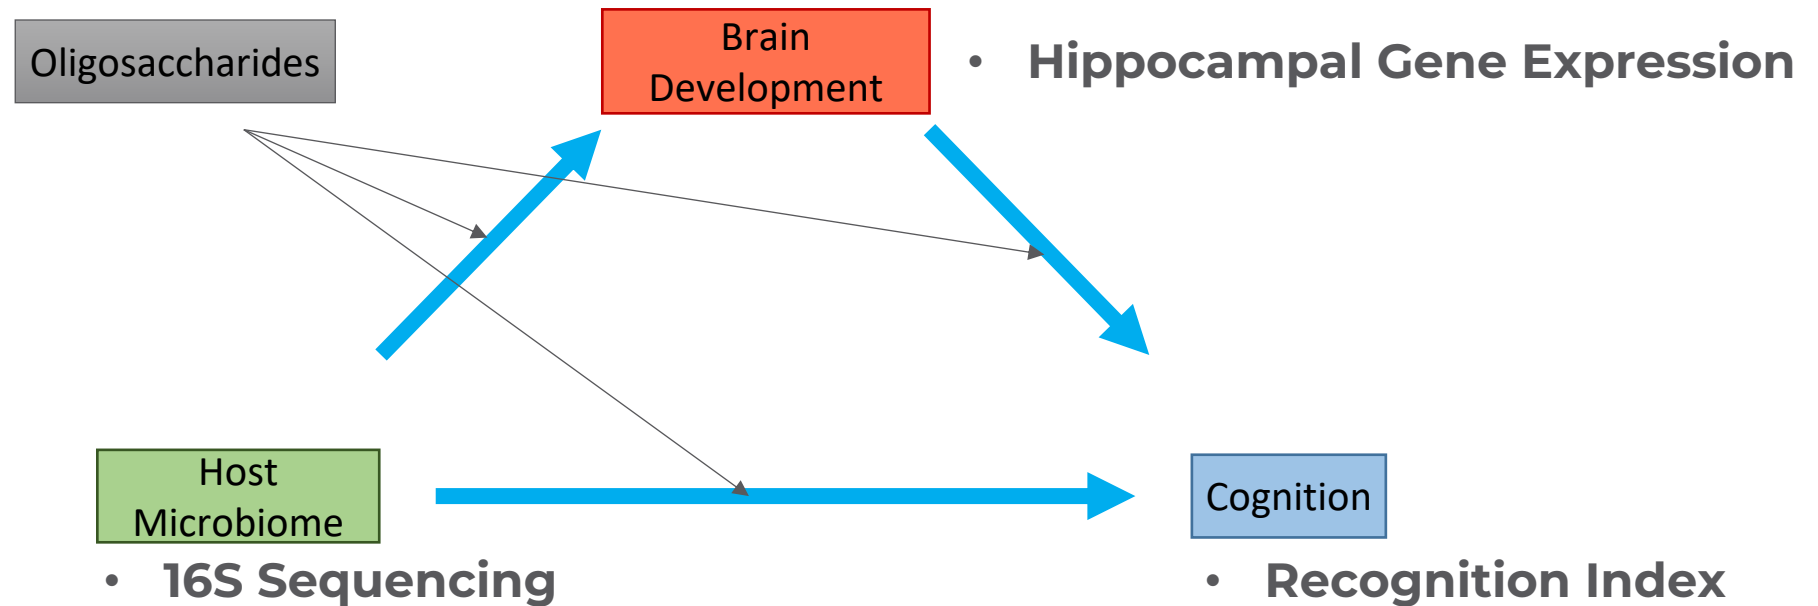 Oligosaccharides
Brain
Development
• Hippocampal Gene Expression
Host
Microbiome
• 16S Sequencing
Cognition
• Recognition Index